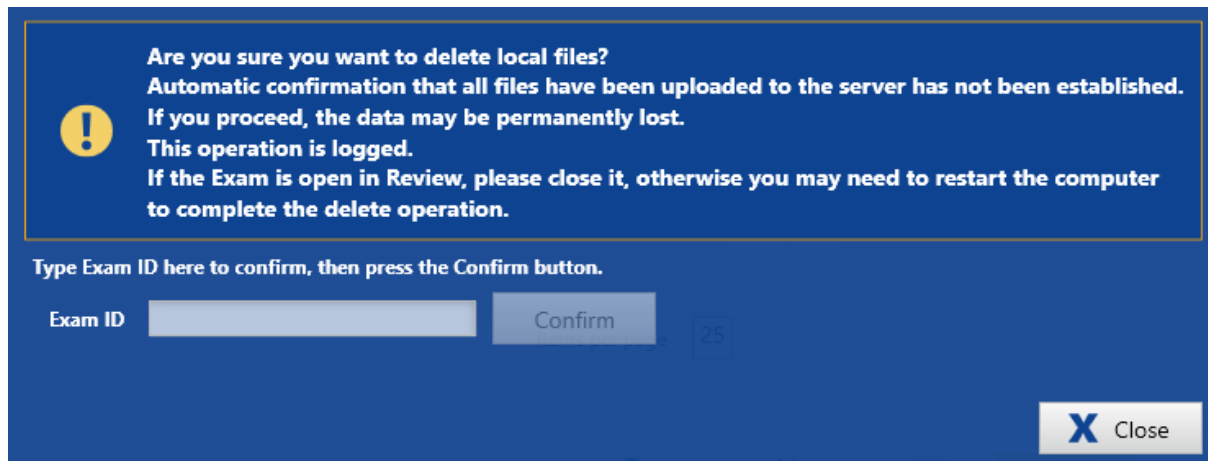 Are you sure you want to delete local files?
Automatic confirmation that all files have been uploaded to the server has not been established.
If you proceed, the data may be permanently lost.
This operation is logged.
If the Exam is open in Review, please close it, otherwise you may need to restart the computer
to complete the delete operation.
Type Exam ID here to confirm, then press the Confirm button.
Exam ID
Confirm
25
X Close